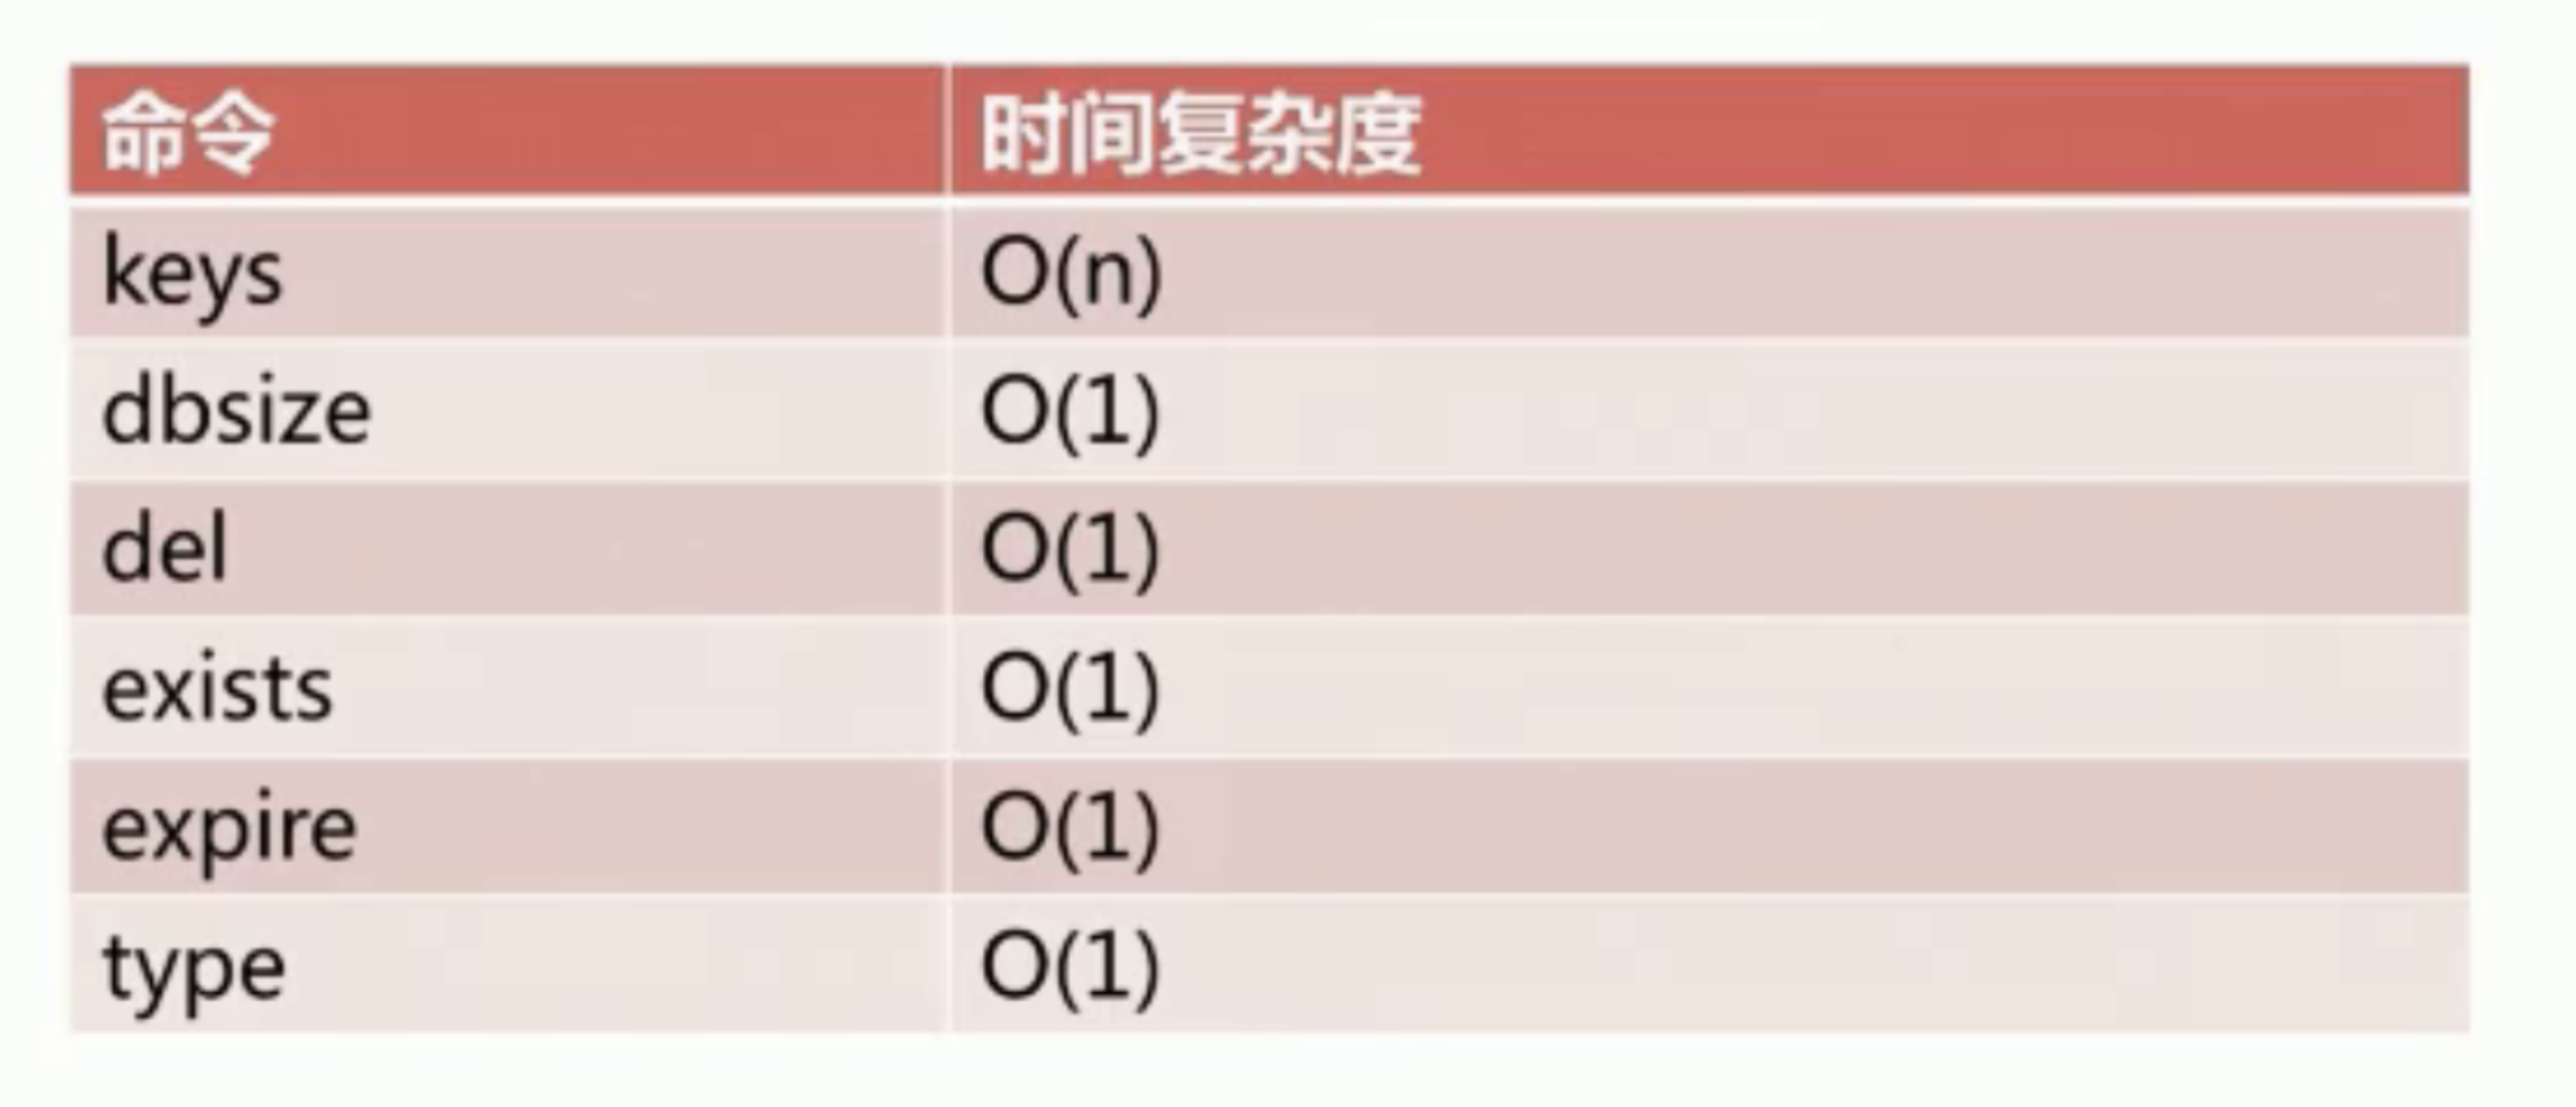 命令 时间复杂度
keys O(n)
dbsize O(1)
del O(1)
exists O(1)
expire O(1)
type O(1)